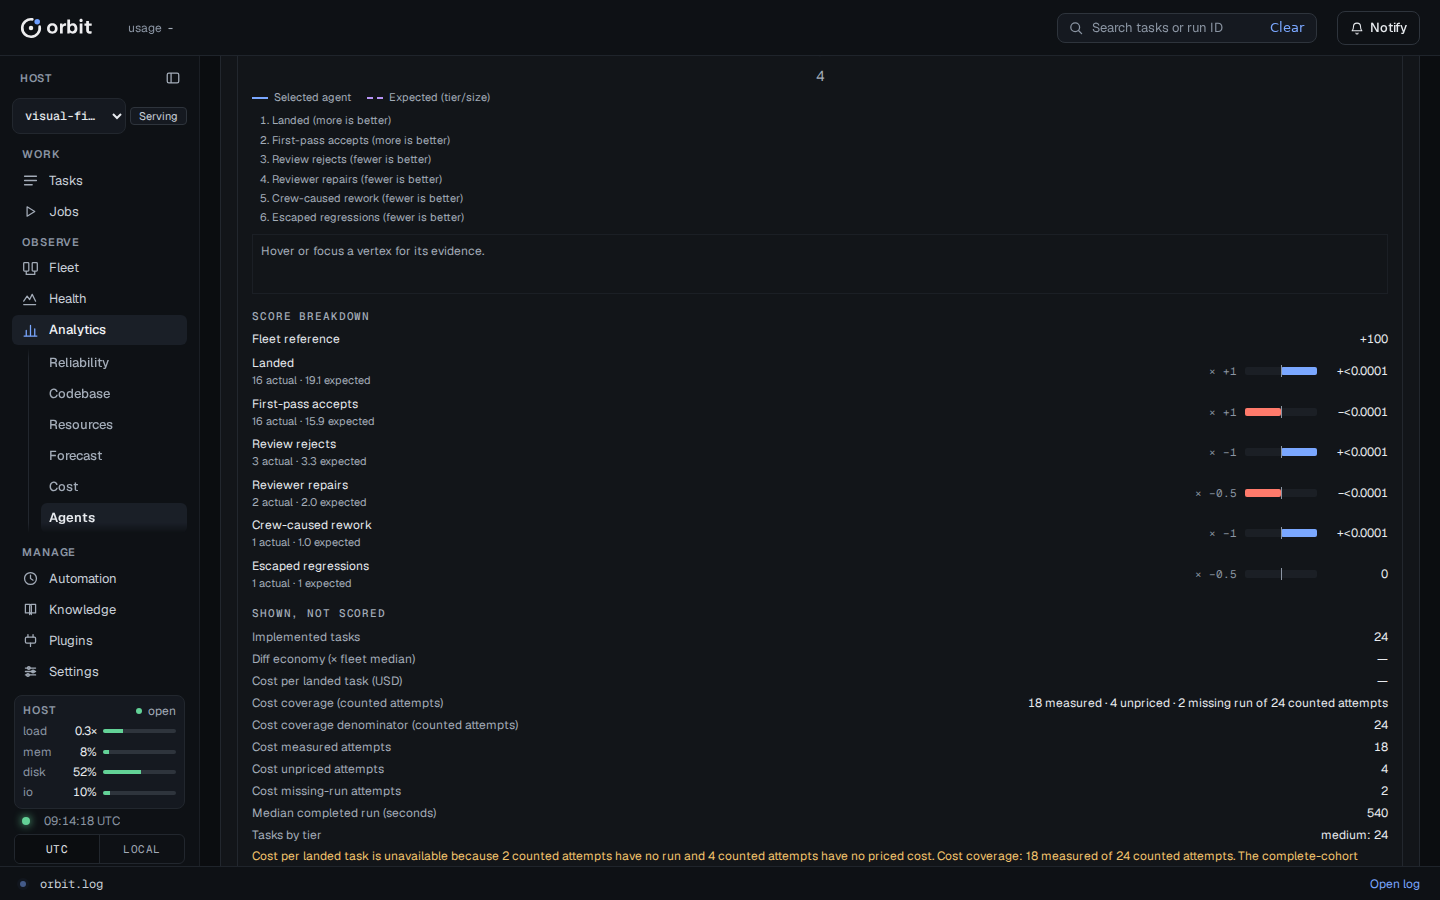 orbit
usage -
Search tasks or run ID
Clear
Notify
HOST
visual-fi...
Serving
WORK
Tasks
Jobs
OBSERVE
Fleet
Health
Analytics
Reliability
Codebase
Resources
Forecast
Cost
Agents
MANAGE
Automation
Knowledge
Plugins
Settings
HOST open
load 0.3×
mem 8%
disk 52%
io 10%
09:14:18 UTC
UTC LOCAL
4
Selected agent Expected (tier/size)
1. Landed (more is better)
2. First-pass accepts (more is better)
3. Review rejects (fewer is better)
4. Reviewer repairs (fewer is better)
5. Crew-caused rework (fewer is better)
6. Escaped regressions (fewer is better)
Hover or focus a vertex for its evidence.
SCORE BREAKDOWN
Fleet reference +100
Landed
16 actual · 19.1 expected
× +1 +<0.0001
First-pass accepts
16 actual · 15.9 expected
× +1 −<0.0001
Review rejects
3 actual · 3.3 expected
× −1 +<0.0001
Reviewer repairs
2 actual · 2.0 expected
× −0.5 −<0.0001
Crew-caused rework
1 actual · 1.0 expected
× −1 +<0.0001
Escaped regressions
1 actual · 1 expected
× −0.5 0
SHOWN, NOT SCORED
Implemented tasks 24
Diff economy (× fleet median) —
Cost per landed task (USD) —
Cost coverage (counted attempts) 18 measured · 4 unpriced · 2 missing run of 24 counted attempts
Cost coverage denominator (counted attempts) 24
Cost measured attempts 18
Cost unpriced attempts 4
Cost missing-run attempts 2
Median completed run (seconds) 540
Tasks by tier medium: 24
Cost per landed task is unavailable because 2 counted attempts have no run and 4 counted attempts have no priced cost. Cost coverage: 18 measured of 24 counted attempts. The complete-cohort
orbit.log
Open log